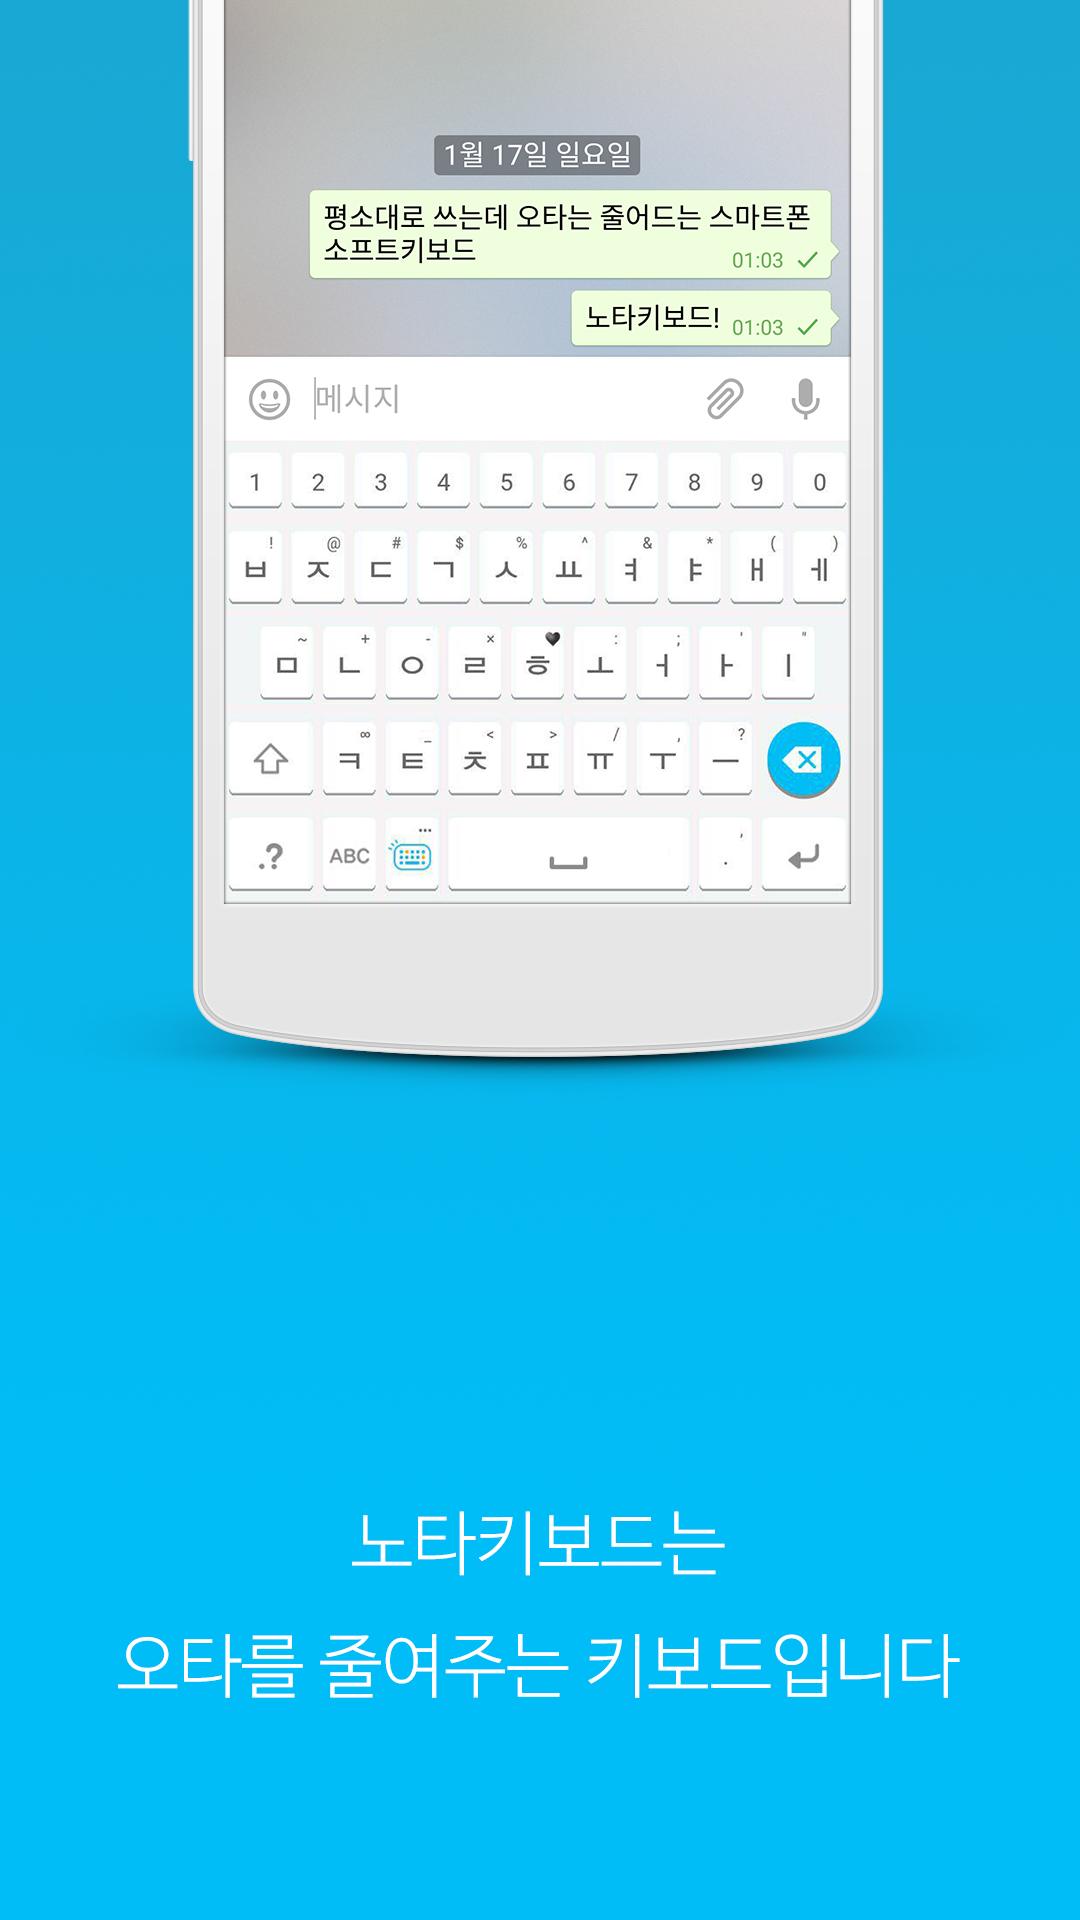 1월 17일 일요일
평소대로 쓰는데 오타는 줄어드는 스마트폰
소프트키보드
01:03
노타키보드! 01:03
메시지
1 2 3 4 5 6 7 8 9 0
! @ # $ % ^ & * ( )
ㅂ ㅈ ㄷ ㄱ ㅅ ㅛ ㅕ ㅑ ㅐ ㅔ
~ + - × ♥ : ; ' "
ㅁ ㄴ ㅇ ㄹ ㅎ ㅗ ㅓ ㅏ ㅣ
∞ _ < > / , ?
ㅋ ㅌ ㅊ ㅍ ㅠ ㅜ ㅡ
... ,
.? ABC .
노타키보드는
오타를 줄여주는 키보드입니다